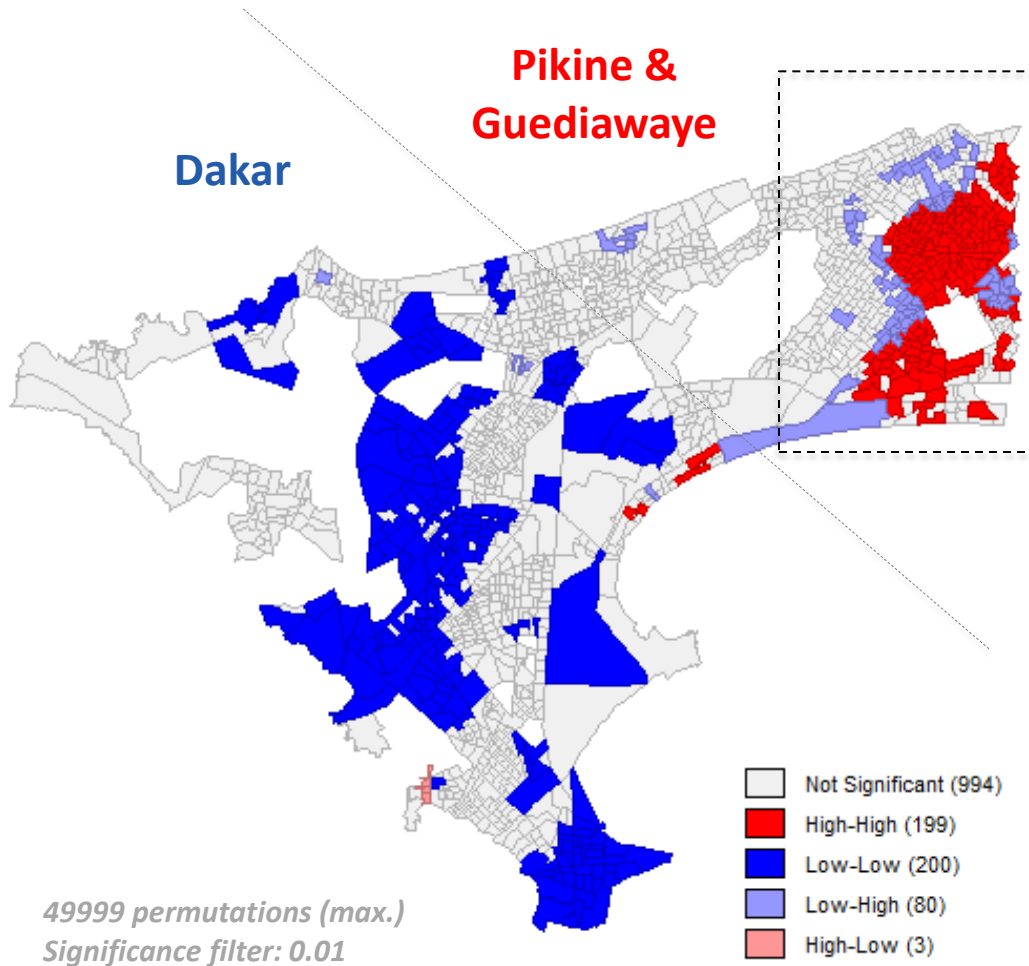 Pikine &
Guediawaye
Dakar
Not Significant (994)
High-High (199)
Low-Low (200)
Low-High (80)
High-Low (3)
49999 permutations (max.)
Significance filter: 0.01